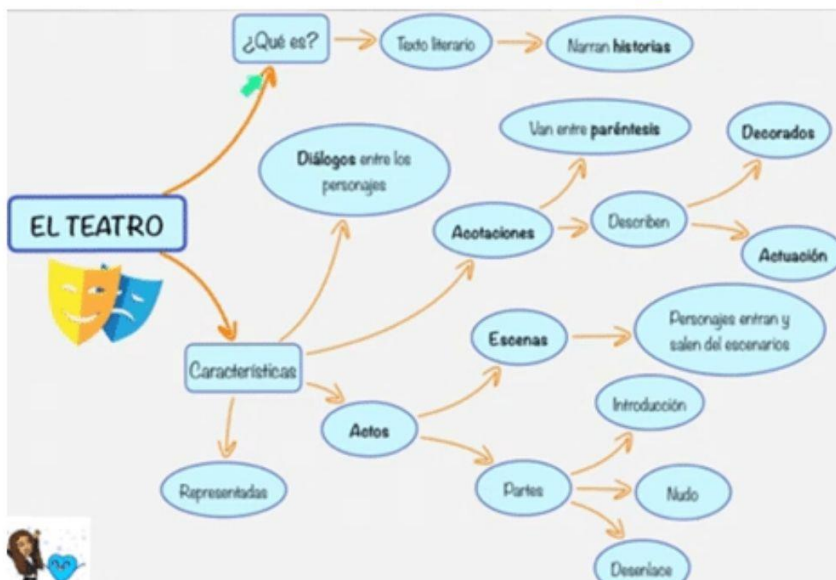 ¿Qué es?
Texto literario
Narran historias
EL TEATRO
Características
Diálogos entre los
personajes
Acotaciones
Van entre paréntesis
Describen
Decorados
Actuación
Actos
Escenas
Personajes entran y
salen del escenarios
Partes
Introducción
Nudo
Desenlace
Representadas